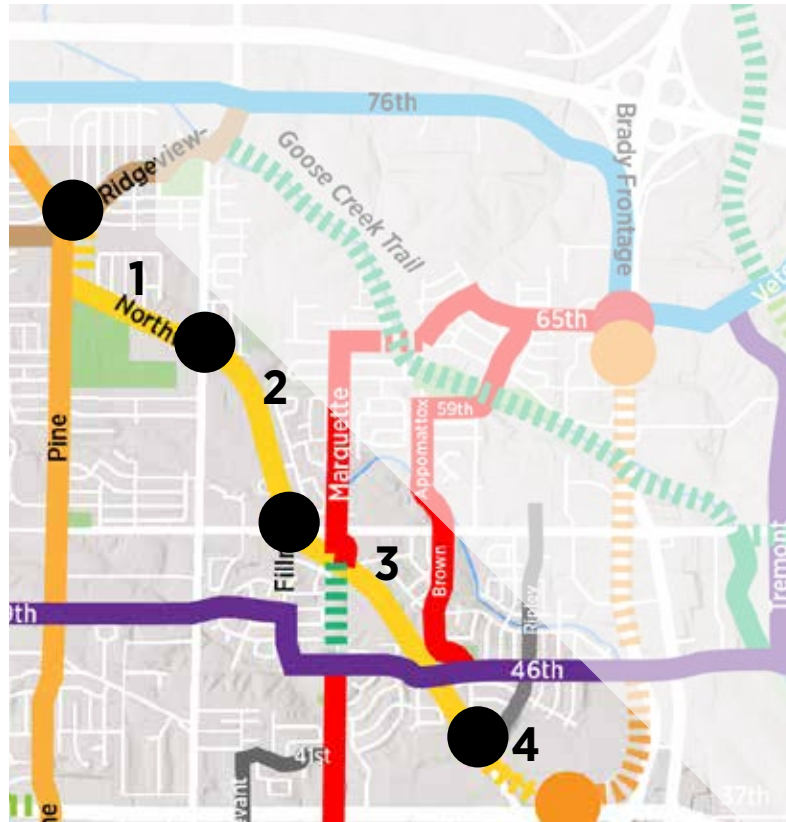 76th
Brady Frontage
Ridgeview-
Goose Creek Trail
1
North
65th
2
Marquette
Appomattox
59th
Pine
3
Brown
Ripley
46th
4
41st
37th